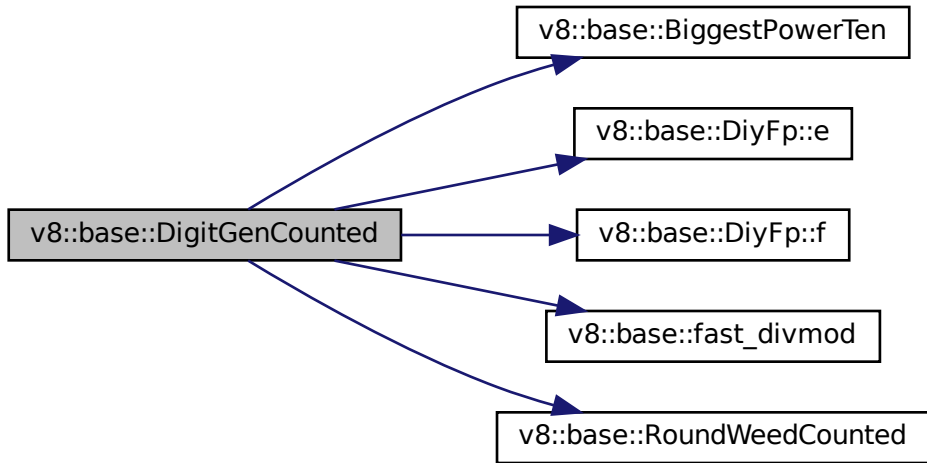 v8::base::BiggestPowerTen
v8::base::DiyFp::e
v8::base::DigitGenCounted
v8::base::DiyFp::f
v8::base::fast_divmod
v8::base::RoundWeedCounted